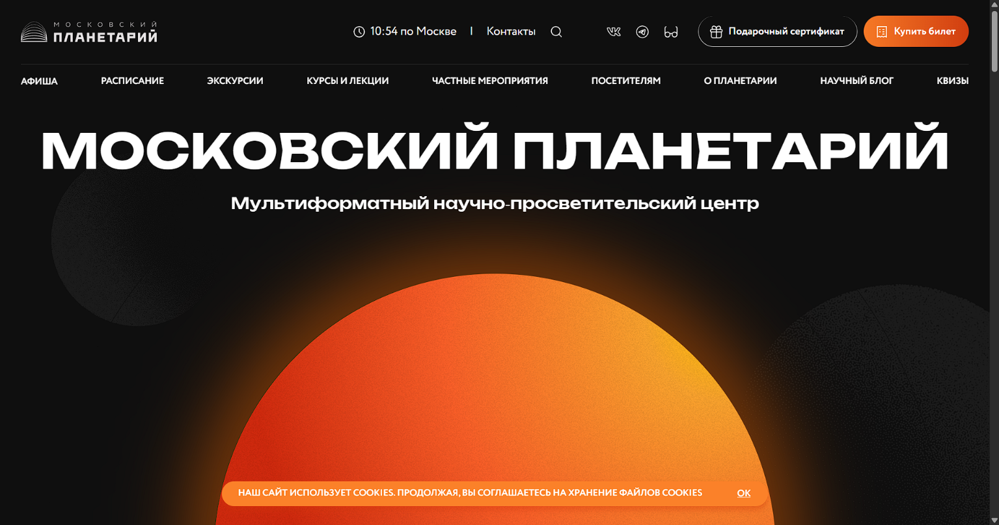 МОСКОВСКИЙ
ПЛАНЕТАРИЙ
10:54 по Москве | Контакты
Подарочный сертификат
Купить билет
АФИША РАСПИСАНИЕ ЭКСКУРСИИ КУРСЫ И ЛЕКЦИИ ЧАСТНЫЕ МЕРОПРИЯТИЯ ПОСЕТИТЕЛЯМ О ПЛАНЕТАРИИ НАУЧНЫЙ БЛОГ КВИЗЫ
МОСКОВСКИЙ ПЛАНЕТАРИЙ
Мультиформатный научно-просветительский центр
НАШ САЙТ ИСПОЛЬЗУЕТ COOKIES. ПРОДОЛЖАЯ, ВЫ СОГЛАШАЕТЕСЬ НА ХРАНЕНИЕ ФАЙЛОВ COOKIES ОК